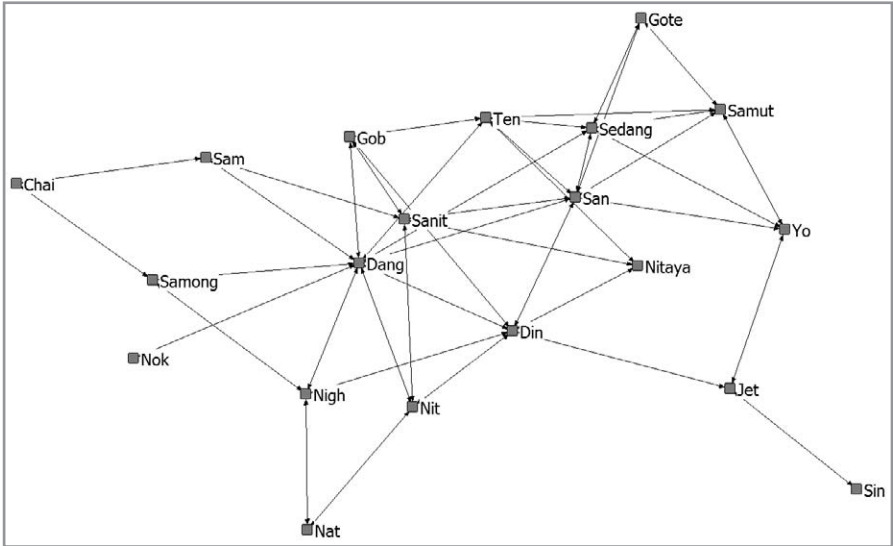 Gote
Samut
Ten
Sedang
Gob
Sam
Chai
San
Sanit
Yo
Dang
Nitaya
Samong
Din
Nok
Nigh
Jet
Nit
Sin
Nat